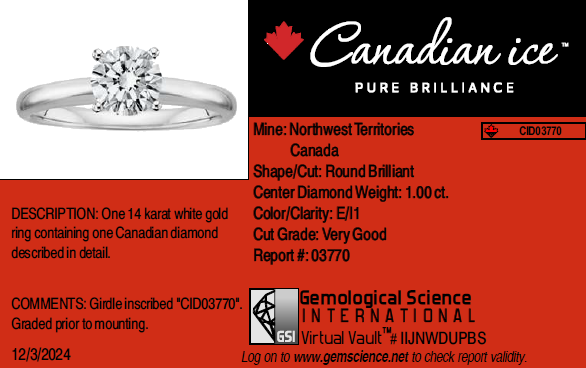 Canadian ice™
PURE BRILLIANCE
Mine: Northwest Territories
Canada
CID03770
Shape/Cut: Round Brilliant
Center Diamond Weight: 1.00 ct.
Color/Clarity: E/I1
Cut Grade: Very Good
Report #: 03770
DESCRIPTION: One 14 karat white gold
ring containing one Canadian diamond
described in detail.
COMMENTS: Girdle inscribed "CID03770".
Graded prior to mounting.
12/3/2024
GSI
Gemological Science
INTERNATIONAL
Virtual Vault™# IIJNWDUPBS
Log on to www.gemscience.net to check report validity.